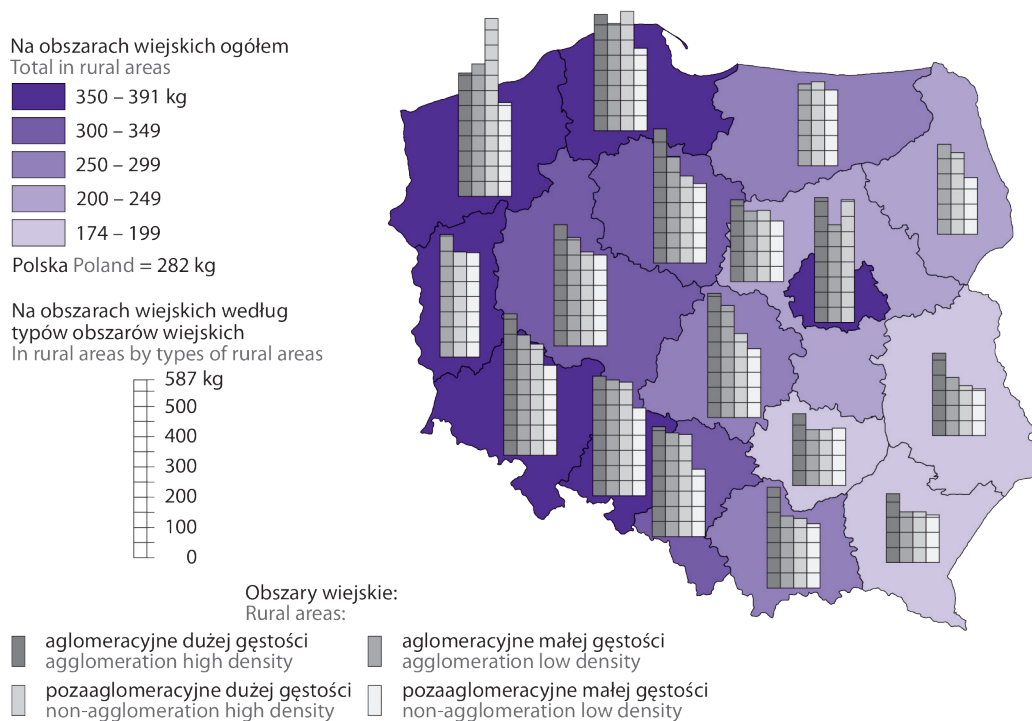 Na obszarach wiejskich ogółem
Total in rural areas
350 – 391 kg
300 – 349
250 – 299
200 – 249
174 – 199
Polska Poland = 282 kg
Na obszarach wiejskich według
typów obszarów wiejskich
In rural areas by types of rural areas
587 kg
500
400
300
200
100
0
Obszary wiejskie:
Rural areas:
aglomeracyjne dużej gęstości
agglomeration high density
aglomeracyjne małej gęstości
agglomeration low density
pozaaglomeracyjne dużej gęstości
non-agglomeration high density
pozaaglomeracyjne małej gęstości
non-agglomeration low density